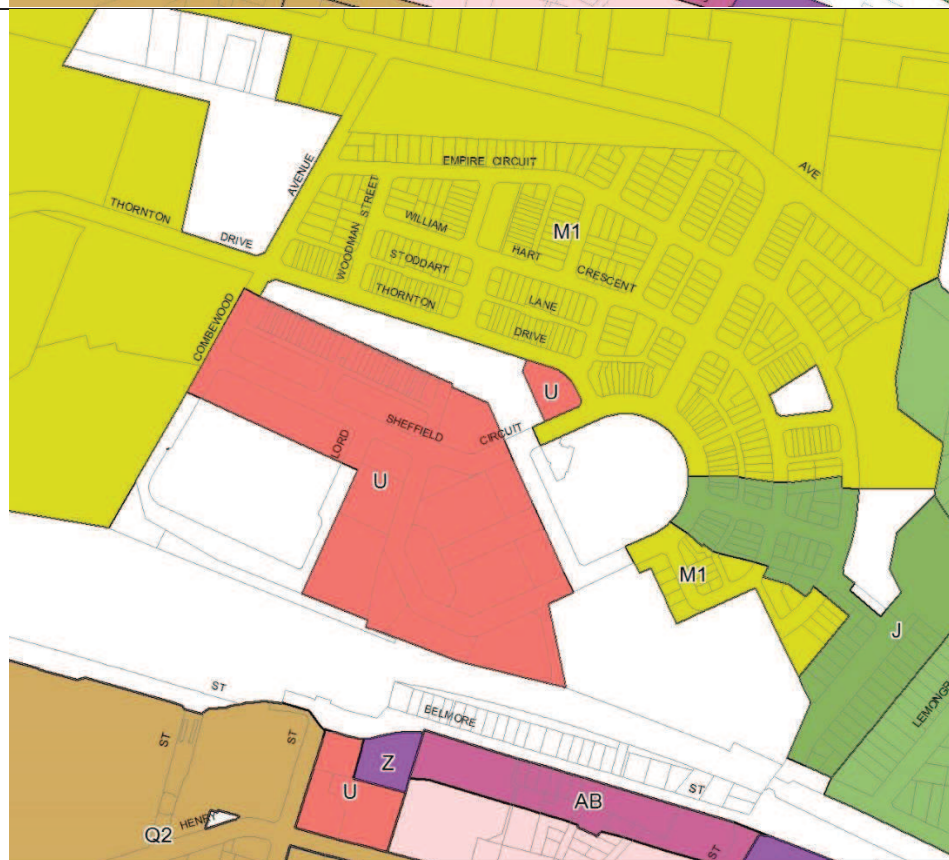 AVE
EMPIRE CIRCUIT
AVENUE
WOODMAN STREET
THORNTON
DRIVE
WILLIAM
M1
HART
CRESCENT
STODDART
THORNTON
LANE
DRIVE
COMBEWOOD
U
SHEFFIELD
CIRCUIT
LORD
U
M1
J
LEMONGR
ST
BELMORE
ST
ST
ST
Z
U
AB
HENRY
Q2
ST